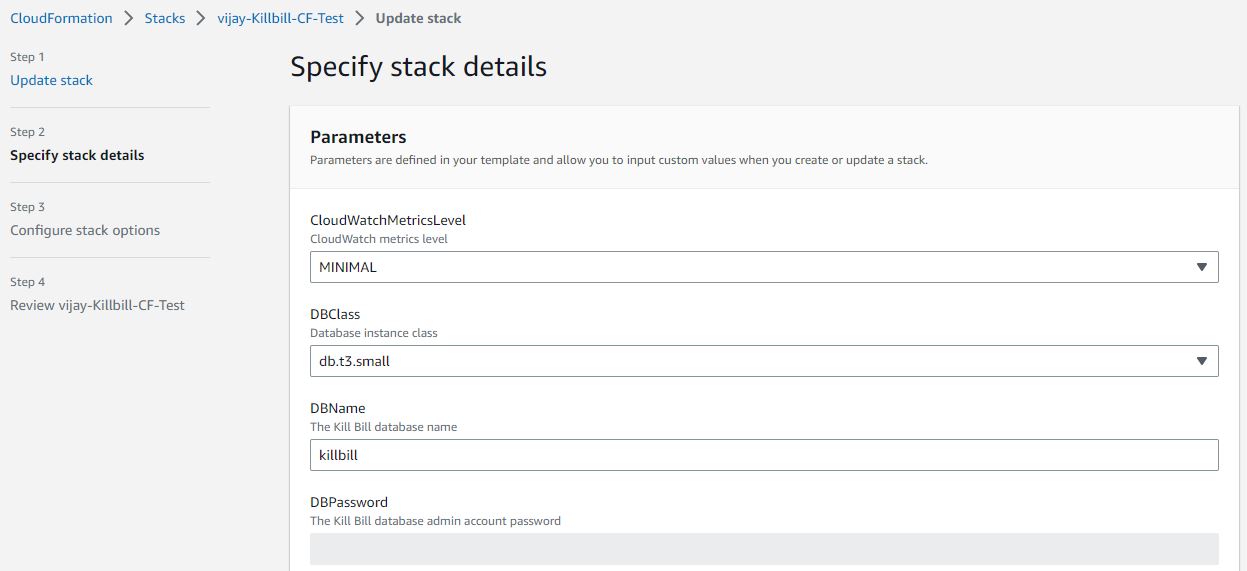 CloudFormation > Stacks > vijay-Killbill-CF-Test > Update stack
Step 1
Update stack
Step 2
Specify stack details
Step 3
Configure stack options
Step 4
Review vijay-Killbill-CF-Test
Specify stack details
Parameters
Parameters are defined in your template and allow you to input custom values when you create or update a stack.
CloudWatchMetricsLevel
CloudWatch metrics level
MINIMAL
DBClass
Database instance class
db.t3.small
DBName
The Kill Bill database name
killbill
DBPassword
The Kill Bill database admin account password